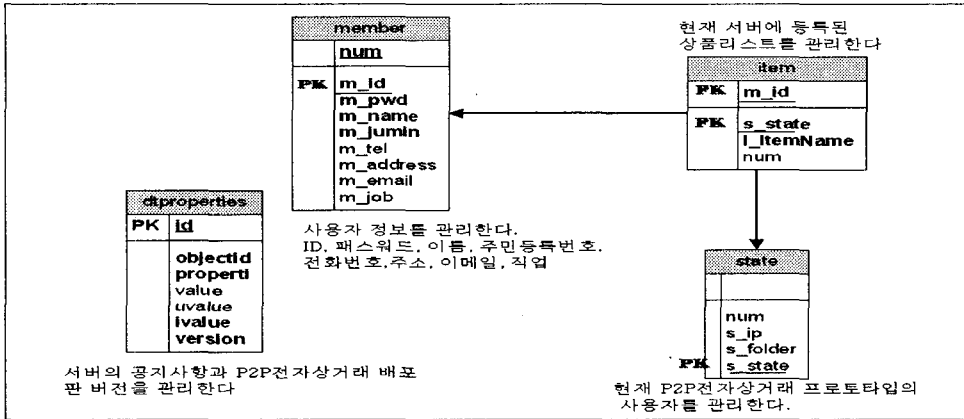 member
num
PK m_id
m_pwd
m_name
m_jumin
m_tel
m_address
m_email
m_job
사용자 정보를 관리한다.
ID, 패스워드, 이름, 주민등록번호,
전화번호,주소, 이메일, 직업
현재 서버에 등록된
상품리스트를 관리한다
item
PK m_id
PK s_state
I_ItemName
num
dtproperties
PK id
objectid
properti
value
uvalue
ivalue
version
서버의 공지사항과 P2P전자상거래 배포
판 버전을 관리한다
state
num
s_ip
s_folder
PK s_state
현재 P2P전자상거래 프로토타입의
사용자를 관리한다.